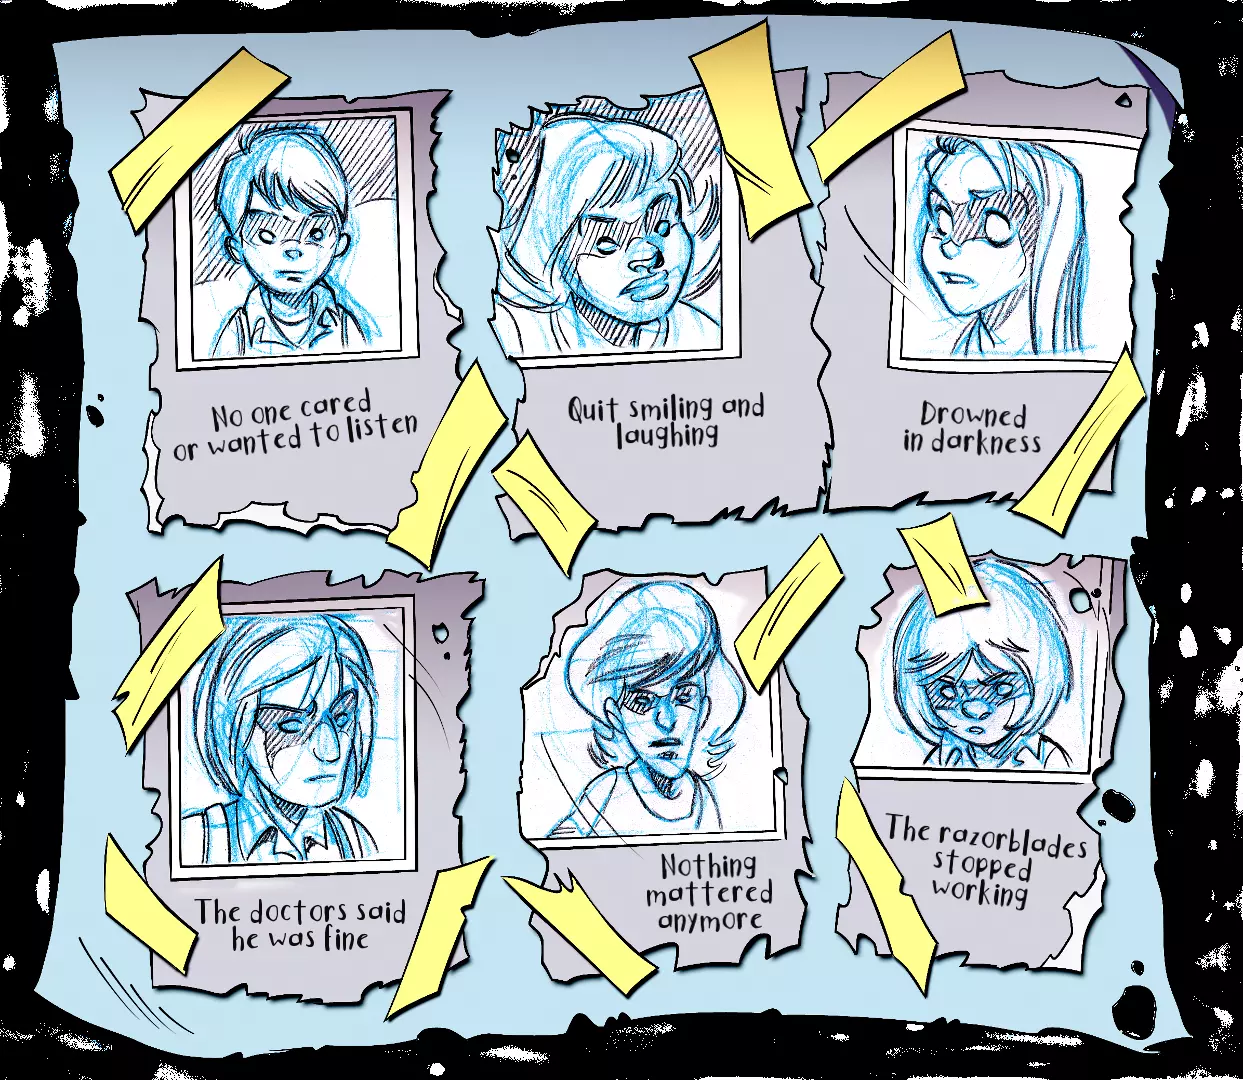 No one cared
or wanted to listen
Quit smiling and
laughing
Drowned
in darkness
The doctors said
he was fine
Nothing
mattered
anymore
The razorblades
stopped
working